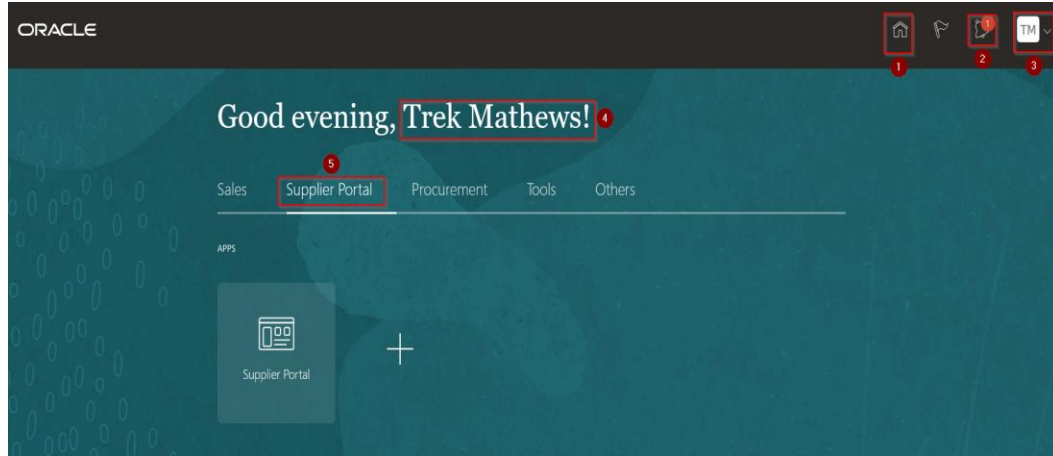 ORACLE
1
TM
1
2
3
Good evening, Trek Mathews!
4
5
Sales Supplier Portal Procurement Tools Others
APPS
Supplier Portal